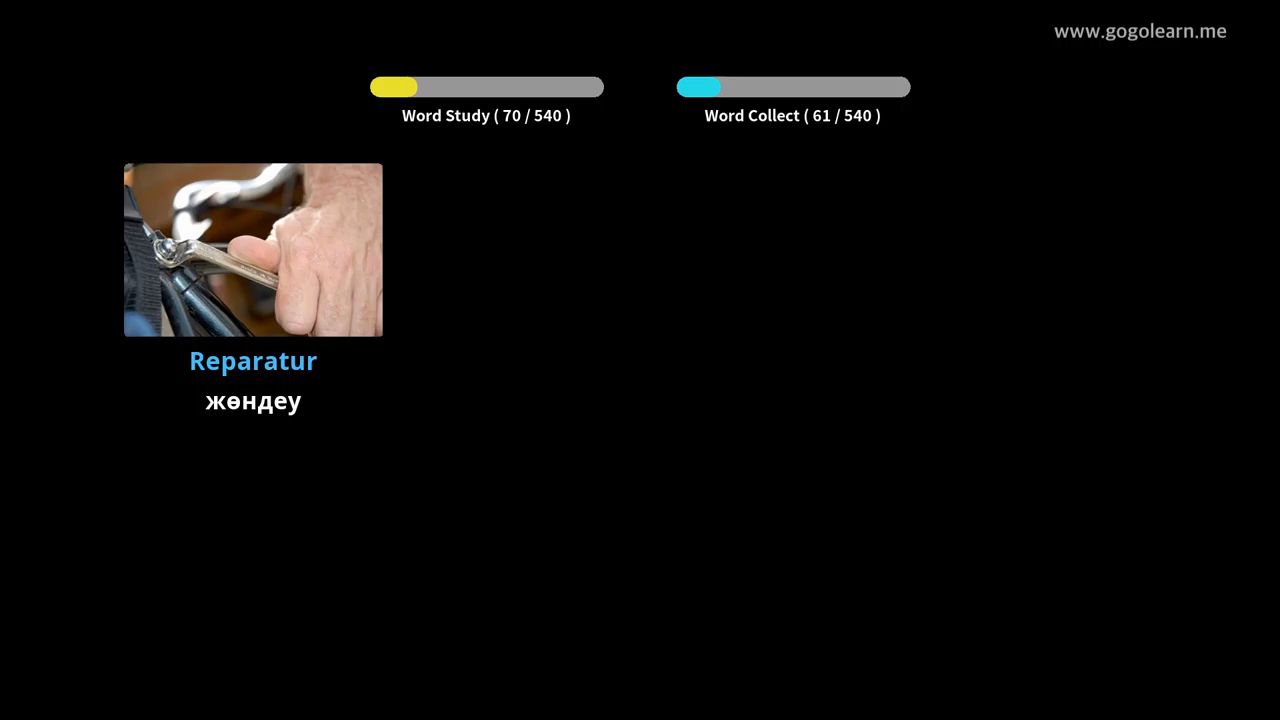 www.gogolearn.me
Word Study ( 70 / 540 )
Word Collect ( 61 / 540 )
Reparatur
жөндеу